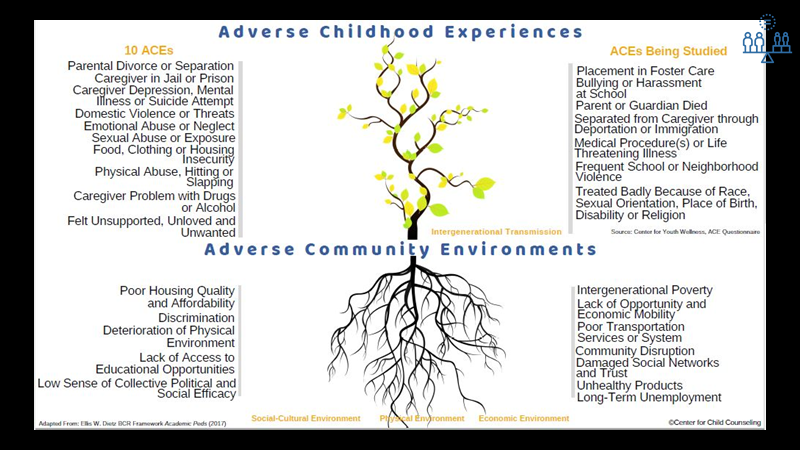 Adverse Childhood Experiences
10 ACEs
Parental Divorce or Separation
Caregiver in Jail or Prison
Caregiver Depression, Mental
Illness or Suicide Attempt
Domestic Violence or Threats
Emotional Abuse or Neglect
Sexual Abuse or Exposure
Food, Clothing or Housing
Insecurity
Physical Abuse, Hitting or
Slapping
Caregiver Problem with Drugs
or Alcohol
Felt Unsupported, Unloved and
Unwanted
ACEs Being Studied
Placement in Foster Care
Bullying or Harassment
at School
Parent or Guardian Died
Separated from Caregiver through
Deportation or Immigration
Medical Procedure(s) or Life
Threatening Illness
Frequent School or Neighborhood
Violence
Treated Badly Because of Race,
Sexual Orientation, Place of Birth,
Disability or Religion
Intergenerational Transmission
Source: Center for Youth Wellness, ACE Questionnaire
Adverse Community Environments
Poor Housing Quality
and Affordability
Discrimination
Deterioration of Physical
Environment
Lack of Access to
Educational Opportunities
Low Sense of Collective Political and
Social Efficacy
Intergenerational Poverty
Lack of Opportunity and
Economic Mobility
Poor Transportation
Services or System
Community Disruption
Damaged Social Networks
and Trust
Unhealthy Products
Long-Term Unemployment
Social-Cultural Environment Physical Environment Economic Environment
Adapted From: Ellis W. Dietz BCR Framework Academic Peds (2017)
©Center for Child Counseling